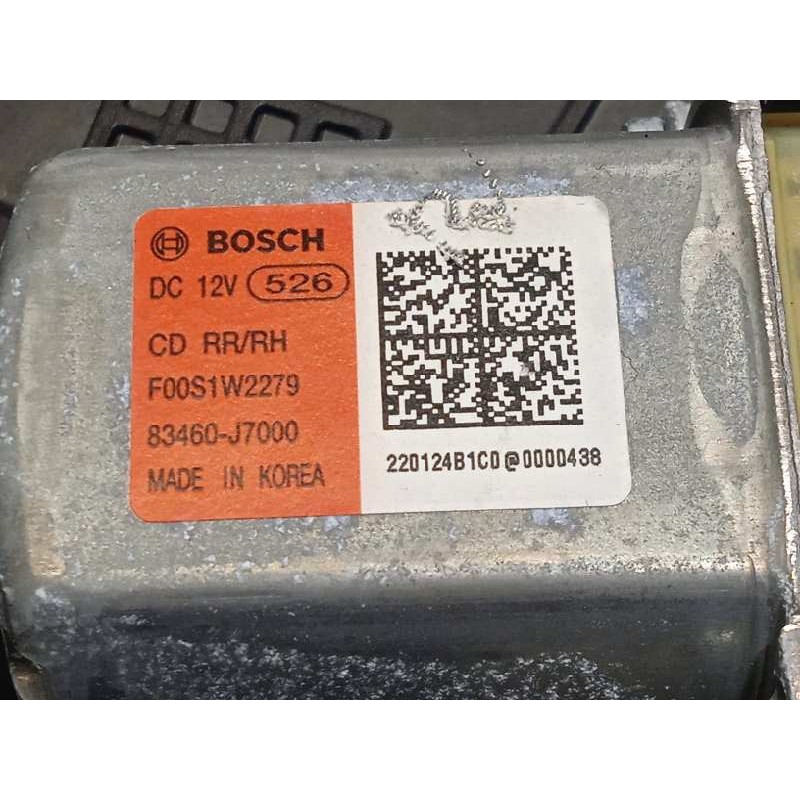 BOSCH
DC 12V 526
CD RR/RH
F00S1W2279
83460-J7000
MADE IN KOREA
220124B1C0@0000438